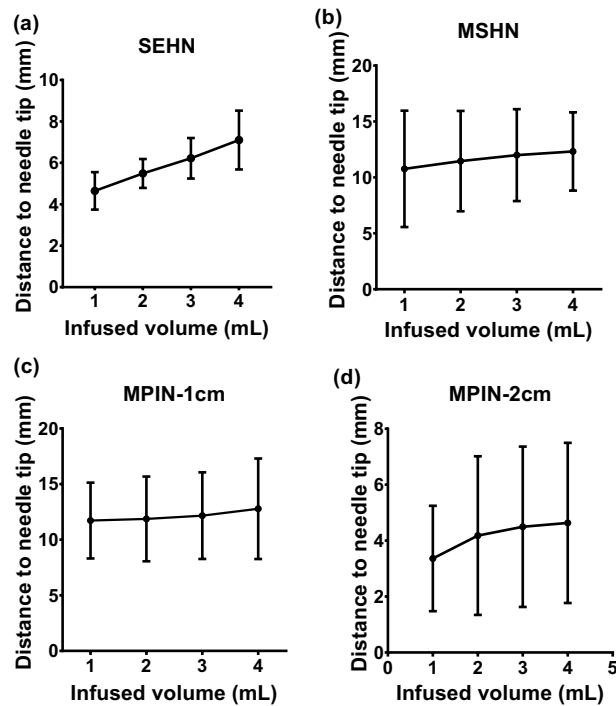 (a)
SEHN
Distance to needle tip (mm)
10
8
6
4
2
0
1 2 3 4
Infused volume (mL)
(b)
MSHN
Distance to needle tip (mm)
20
15
10
5
0
1 2 3 4
Infused volume (mL)
(c)
MPIN-1cm
Distance to needle tip (mm)
20
15
10
5
0
1 2 3 4
Infused volume (mL)
(d)
MPIN-2cm
Distance to needle tip (mm)
8
6
4
2
0
0 1 2 3 4 5
Infused volume (mL)